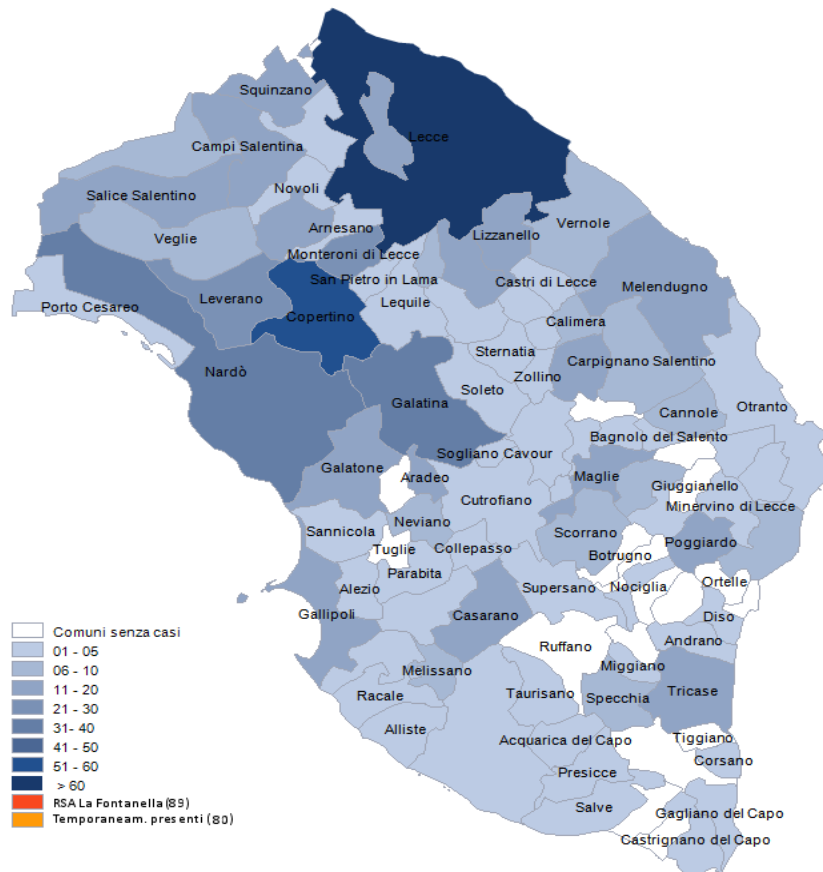 Squinzano
Lecce
Campi Salentina
Novoli
Salice Salentino
Arnesano
Vernole
Lizzanello
Veglie
Monteroni di Lecce
San Pietro in Lama
Castri di Lecce
Melendugno
Leverano
Lequile
Porto Cesareo
Copertino
Calimera
Sternatia
Carpignano Salentino
Nardò
Zollino
Soleto
Galatina
Cannole
Otranto
Bagnolo del Salento
Sogliano Cavour
Galatone
Aradeo
Maglie
Giuggianello
Cutrofiano
Minervino di Lecce
Neviano
Sannicola
Scorrano
Poggiardo
Tuglie
Collepasso
Botrugno
Parabita
Ortelle
Alezio
Supersano
Nociglia
Gallipoli
Casarano
Diso
Andrano
Ruffano
Miggiano
Melissano
Racale
Taurisano
Specchia
Tricase
Alliste
Acquarica del Capo
Tiggiano
Corsano
Presicce
Salve
Gagliano del Capo
Castrignano del Capo
Comuni senza casi
01 - 05
06 - 10
11 - 20
21 - 30
31- 40
41 - 50
51 - 60
> 60
RSA La Fontanella (89)
Temporaneam. presenti (80)